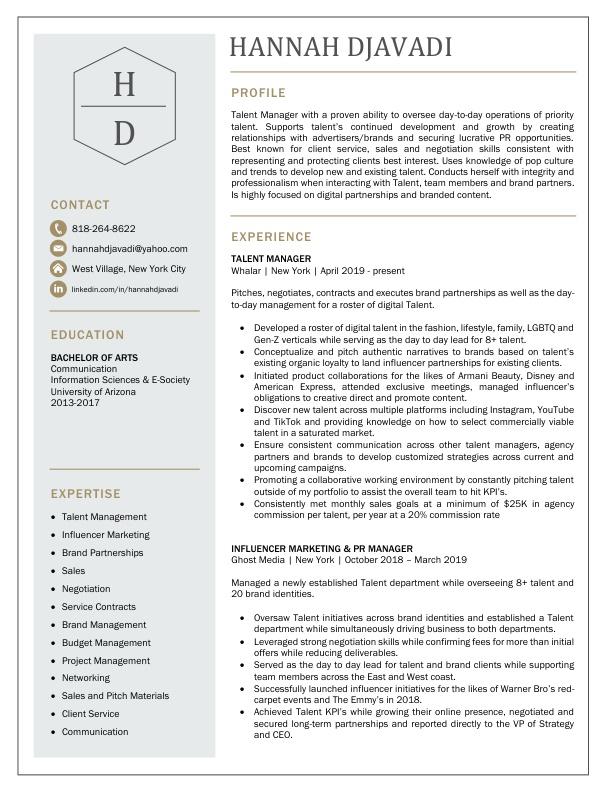 H
D
CONTACT
818-264-8622
hannahdjavadi@yahoo.com
West Village, New York City
in
linkedin.com/in/hannahdjavadi
EDUCATION
BACHELOR OF ARTS
Communication
Information Sciences & E-Society
University of Arizona
2013-2017
EXPERTISE
• Talent Management
• Influencer Marketing
• Brand Partnerships
• Sales
• Negotiation
• Service Contracts
• Brand Management
• Budget Management
• Project Management
• Networking
• Sales and Pitch Materials
• Client Service
• Communication
HANNAH DJAVADI
PROFILE
Talent Manager with a proven ability to oversee day-to-day operations of priority
talent. Supports talent's continued development and growth by creating
relationships with advertisers/brands and securing lucrative PR opportunities.
Best known for client service, sales and negotiation skills consistent with
representing and protecting clients best interest. Uses knowledge of pop culture
and trends to develop new and existing talent. Conducts herself with integrity and
professionalism when interacting with Talent, team members and brand partners.
Is highly focused on digital partnerships and branded content.
EXPERIENCE
TALENT MANAGER
Whalar | New York | April 2019 - present
Pitches, negotiates, contracts and executes brand partnerships as well as the day-
to-day management for a roster of digital Talent.
• Developed a roster of digital talent in the fashion, lifestyle, family, LGBTQ and
Gen-Z verticals while serving as the day to day lead for 8+ talent.
• Conceptualize and pitch authentic narratives to brands based on talent's
existing organic loyalty to land influencer partnerships for existing clients.
• Initiated product collaborations for the likes of Armani Beauty, Disney and
American Express, attended exclusive meetings, managed influencer's
obligations to creative direct and promote content.
• Discover new talent across multiple platforms including Instagram, YouTube
and TikTok and providing knowledge on how to select commercially viable
talent in a saturated market.
• Ensure consistent communication across other talent managers, agency
partners and brands to develop customized strategies across current and
upcoming campaigns.
• Promoting a collaborative working environment by constantly pitching talent
outside of my portfolio to assist the overall team to hit KPI's.
• Consistently met monthly sales goals at a minimum of $25K in agency
commission per talent, per year at a 20% commission rate
INFLUENCER MARKETING & PR MANAGER
Ghost Media | New York | October 2018 – March 2019
Managed a newly established Talent department while overseeing 8+ talent and
20 brand identities.
• Oversaw Talent initiatives across brand identities and established a Talent
department while simultaneously driving business to both departments.
• Leveraged strong negotiation skills while confirming fees for more than initial
offers while reducing deliverables.
• Served as the day to day lead for talent and brand clients while supporting
team members across the East and West coast.
• Successfully launched influencer initiatives for the likes of Warner Bro's red-
carpet events and The Emmy's in 2018.
• Achieved Talent KPI's while growing their online presence, negotiated and
secured long-term partnerships and reported directly to the VP of Strategy
and CEO.